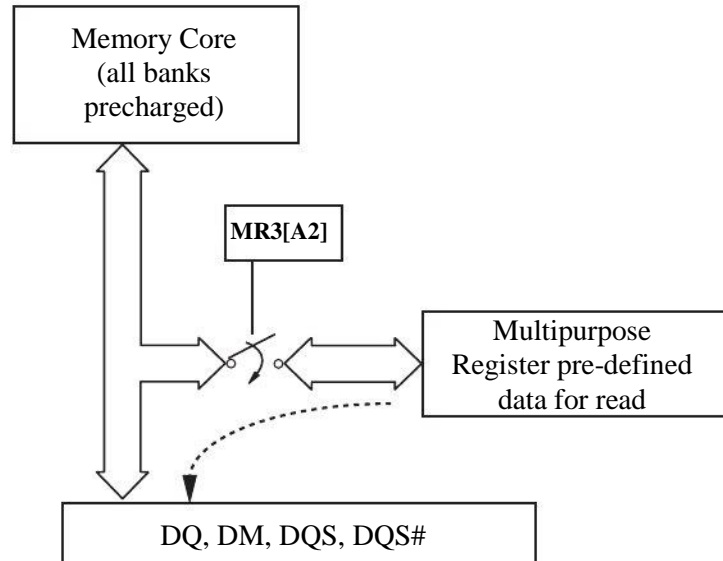 Memory Core
(all banks
precharged)
MR3[A2]
Multipurpose
Register pre-defined
data for read
DQ, DM, DQS, DQS#